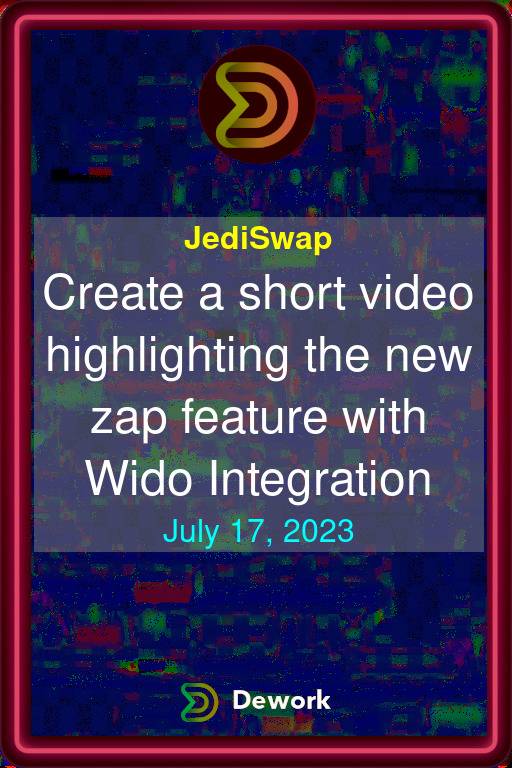 JediSwap
Create a short video
highlighting the new
zap feature with
Wido Integration
July 17, 2023
Dework